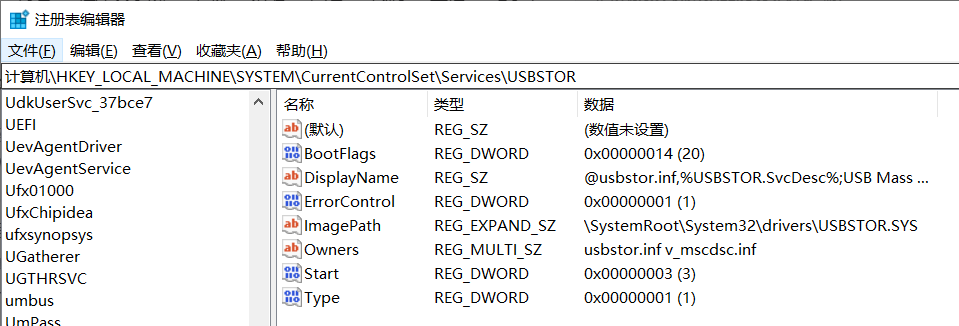 注册表编辑器
文件(F) 编辑(E) 查看(V) 收藏夹(A) 帮助(H)
计算机\HKEY_LOCAL_MACHINE\SYSTEM\CurrentControlSet\Services\USBSTOR
UdkUserSvc_37bce7
UEFI
UevAgentDriver
UevAgentService
Ufx01000
UfxChipidea
ufxsynopsys
UGatherer
UGTHRSVC
umbus
UmPass
名称 类型 数据
(默认) REG_SZ (数值未设置)
BootFlags REG_DWORD 0x00000014 (20)
DisplayName REG_SZ @usbstor.inf,%USBSTOR.SvcDesc%;USB Mass ...
ErrorControl REG_DWORD 0x00000001 (1)
ImagePath REG_EXPAND_SZ \SystemRoot\System32\drivers\USBSTOR.SYS
Owners REG_MULTI_SZ usbstor.inf v_mscdsc.inf
Start REG_DWORD 0x00000003 (3)
Type REG_DWORD 0x00000001 (1)